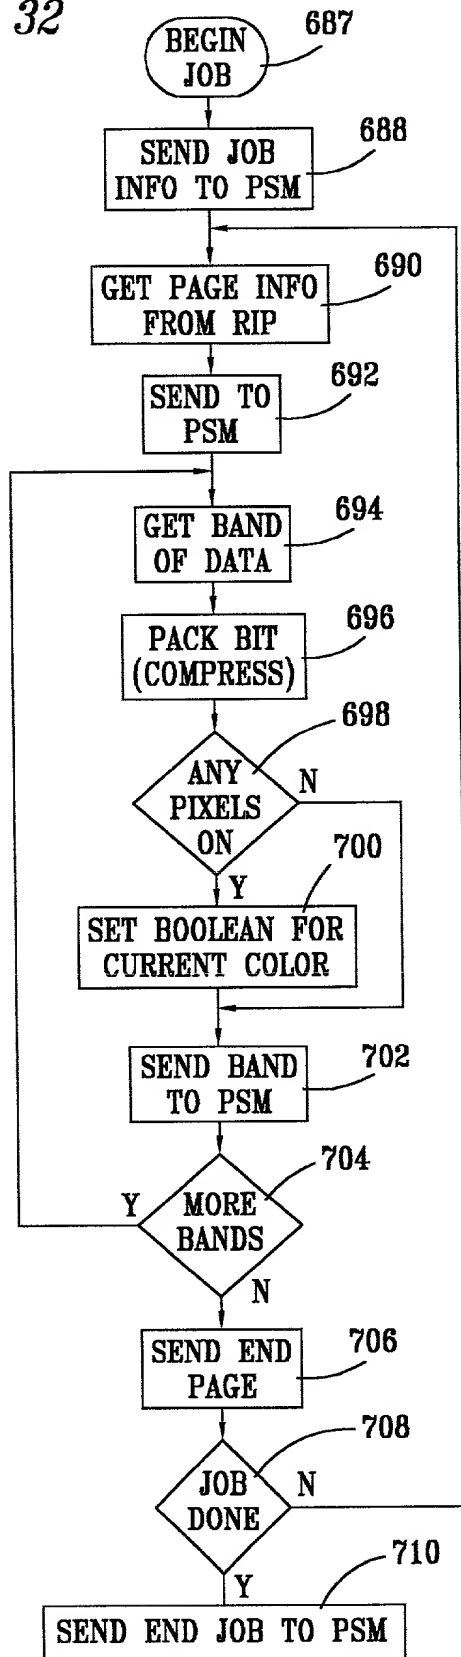 32
BEGIN
JOB
687
SEND JOB
INFO TO PSM
688
GET PAGE INFO
FROM RIP
690
SEND TO
PSM
692
GET BAND
OF DATA
694
PACK BIT
(COMPRESS)
696
ANY
PIXELS
ON
698
N
Y
700
SET BOOLEAN FOR
CURRENT COLOR
SEND BAND
TO PSM
702
MORE
BANDS
704
Y
N
SEND END
PAGE
706
JOB
DONE
708
N
Y
710
SEND END JOB TO PSM